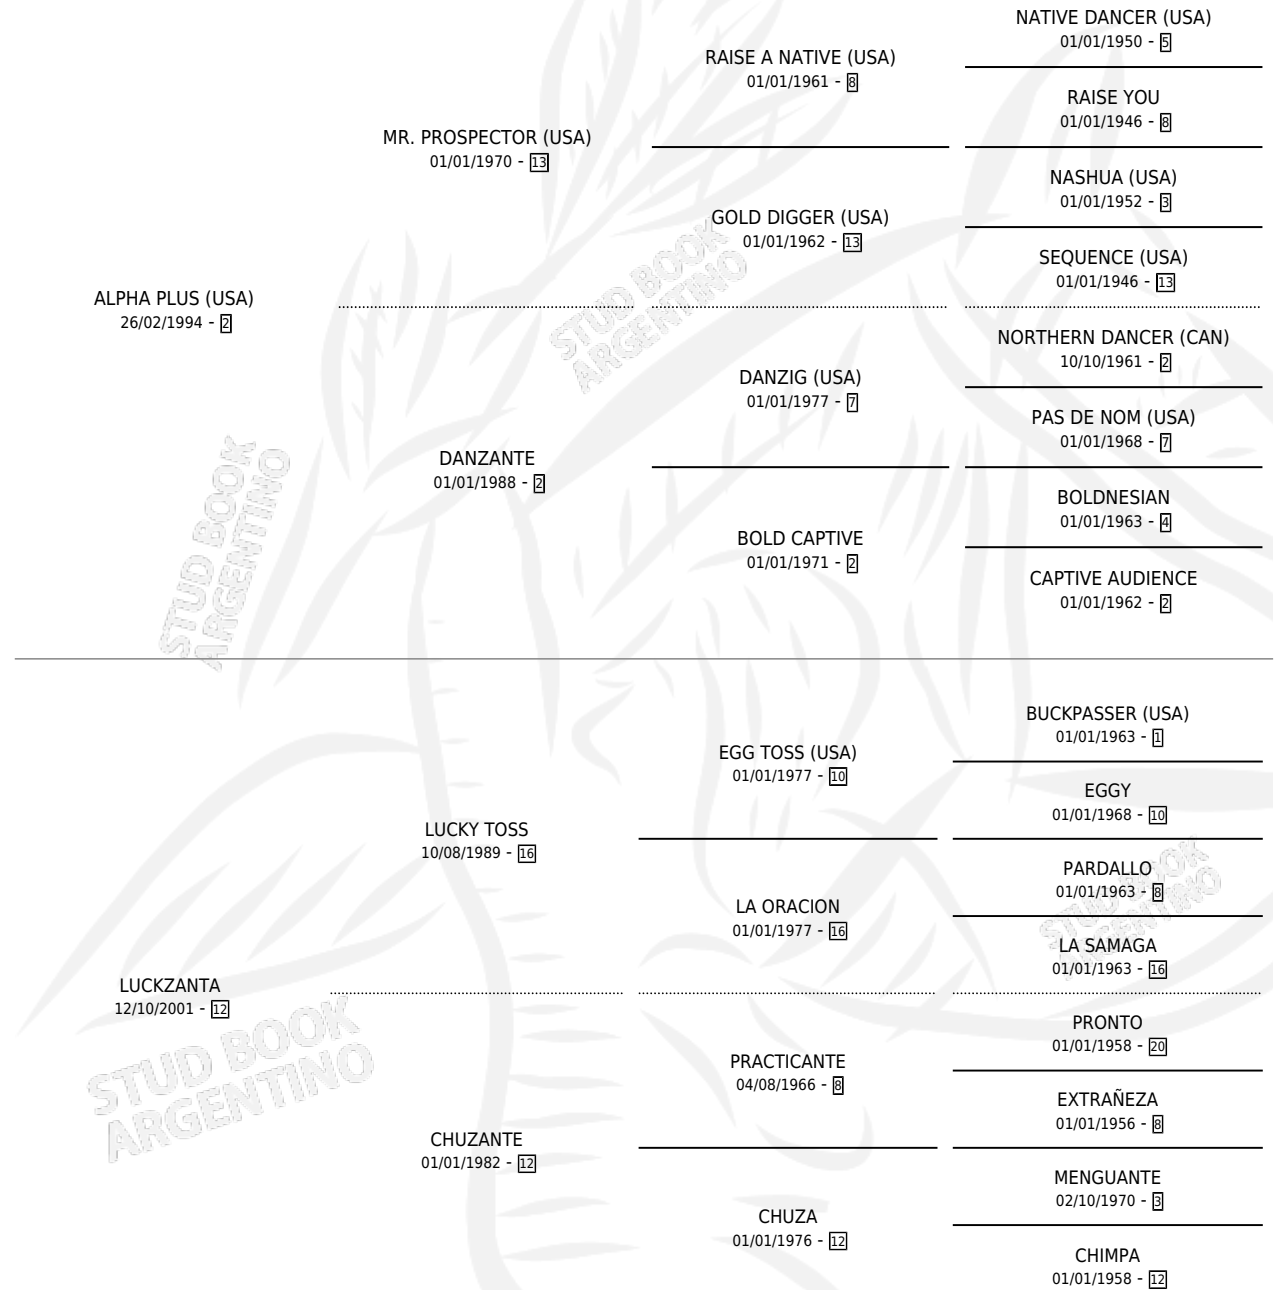 NATIVE DANCER (USA)
01/01/1950 - 5
RAISE A NATIVE (USA)
01/01/1961 - 8
RAISE YOU
01/01/1946 - 8
MR. PROSPECTOR (USA)
01/01/1970 - 13
NASHUA (USA)
01/01/1952 - 3
GOLD DIGGER (USA)
01/01/1962 - 13
SEQUENCE (USA)
01/01/1946 - 13
ALPHA PLUS (USA)
26/02/1994 - 2
STUD BOOK
ARGENTINO
NORTHERN DANCER (CAN)
10/10/1961 - 2
DANZIG (USA)
01/01/1977 - 7
PAS DE NOM (USA)
01/01/1968 - 7
DANZANTE
01/01/1988 - 2
BOLDNESIAN
01/01/1963 - 4
BOLD CAPTIVE
01/01/1971 - 2
CAPTIVE AUDIENCE
01/01/1962 - 2
STUD BOOK
ARGENTINO
BUCKPASSER (USA)
01/01/1963 - 1
EGG TOSS (USA)
01/01/1977 - 10
EGGY
01/01/1968 - 10
LUCKY TOSS
10/08/1989 - 16
PARDALLO
01/01/1963 - 8
LA ORACION
01/01/1977 - 16
LA SAMAGA
01/01/1963 - 16
STUD BOOK
ARGENTINO
LUCKZANTA
12/10/2001 - 12
PRONTO
01/01/1958 - 20
PRACTICANTE
04/08/1966 - 8
EXTRAÑEZA
01/01/1956 - 8
STUD BOOK
ARGENTINO
CHUZANTE
01/01/1982 - 12
MENGUANTE
02/10/1970 - 3
CHUZA
01/01/1976 - 12
CHIMPA
01/01/1958 - 12